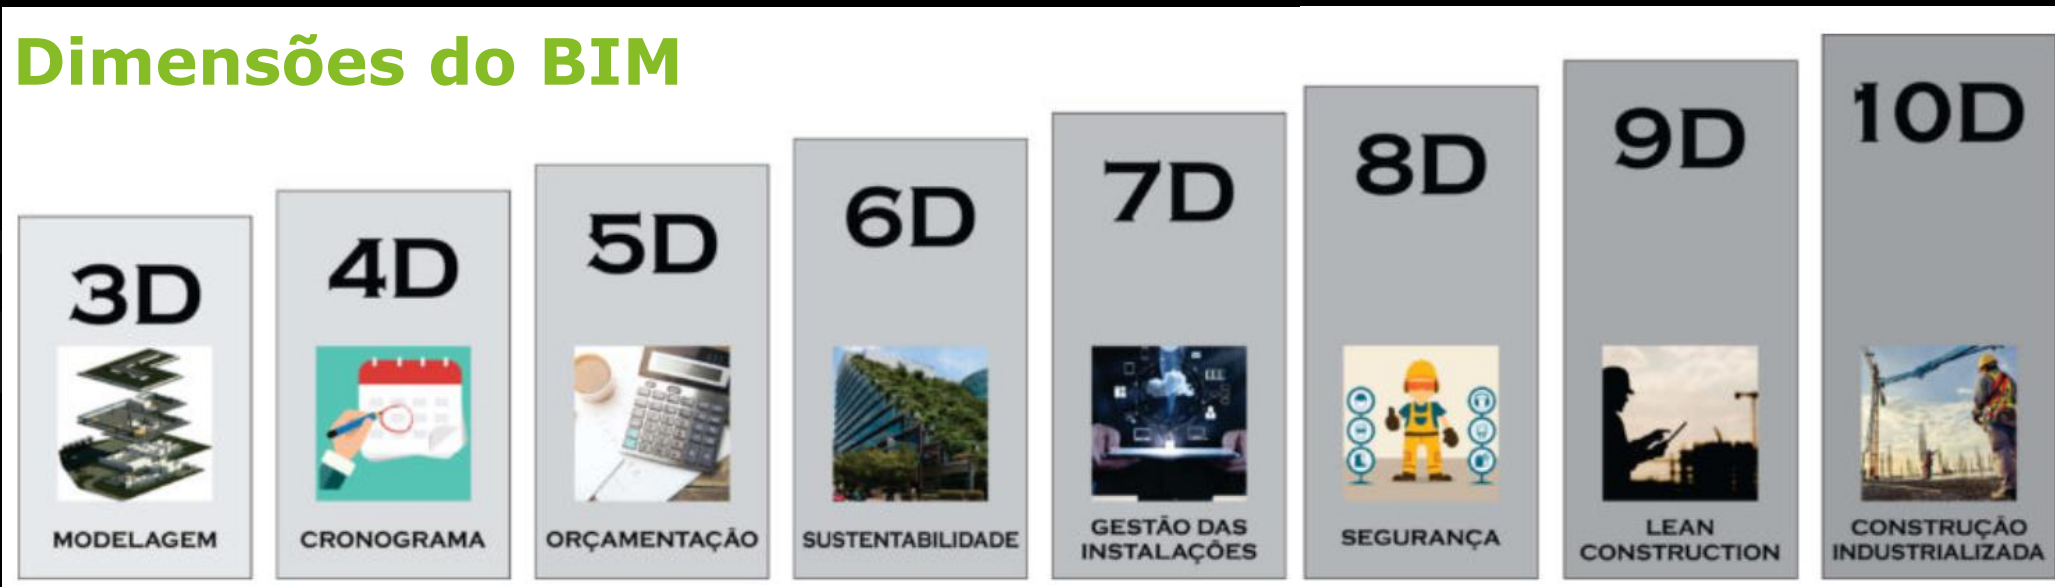 Dimensões do BIM
3D
MODELAGEM
4D
CRONOGRAMA
5D
ORÇAMENTAÇÃO
6D
SUSTENTABILIDADE
7D
GESTÃO DAS
INSTALAÇÕES
8D
SEGURANÇA
9D
LEAN
CONSTRUCTION
10D
CONSTRUÇÃO
INDUSTRIALIZADA